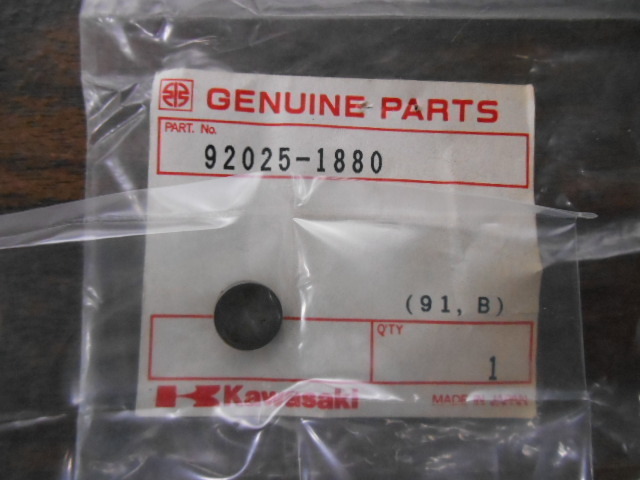 GENUINE PARTS
PART. No.
92025-1880
(91, B)
Q'TY
1
Kawasaki
MADE IN JAPAN